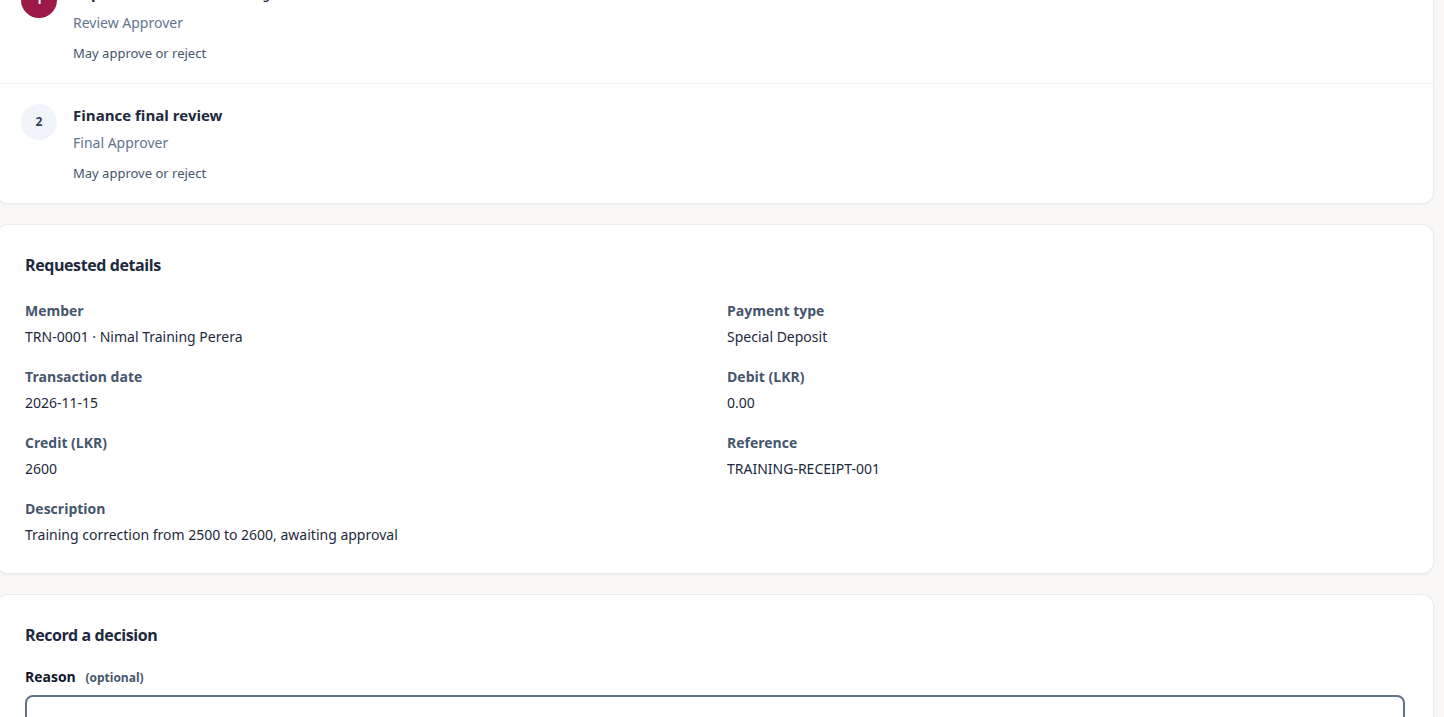 Review Approver
May approve or reject
2
Finance final review
Final Approver
May approve or reject
Requested details
Member
TRN-0001 · Nimal Training Perera
Payment type
Special Deposit
Transaction date
2026-11-15
Debit (LKR)
0.00
Credit (LKR)
2600
Reference
TRAINING-RECEIPT-001
Description
Training correction from 2500 to 2600, awaiting approval
Record a decision
Reason (optional)